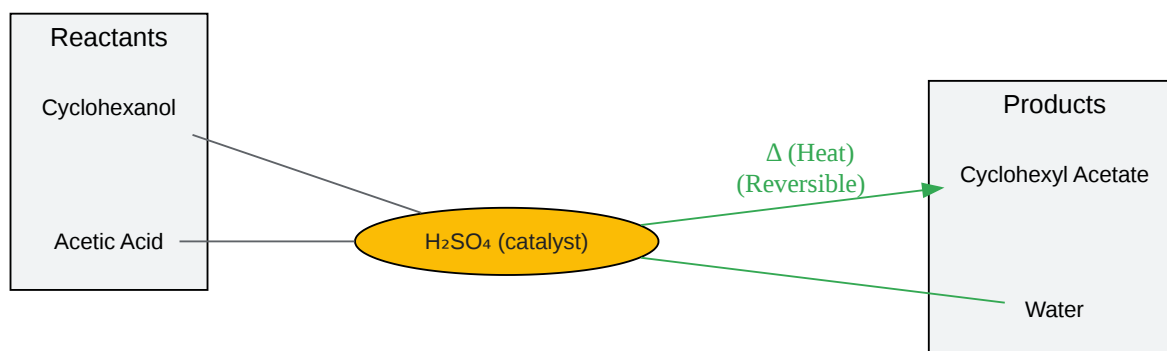 Reactants
Cyclohexanol
Acetic Acid
H₂SO₄ (catalyst)
Δ (Heat)
(Reversible)
Products
Cyclohexyl Acetate
Water